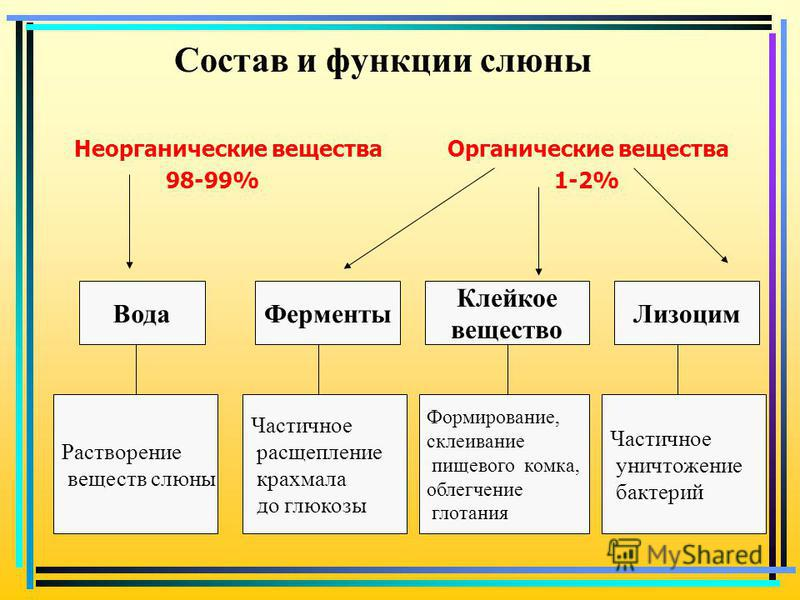 Состав и функции слюны
Неорганические вещества
98-99%
Органические вещества
1-2%
Вода
Ферменты
Клейкое
вещество
Лизоцим
Растворение
веществ слюны
Частичное
расщепление
крахмала
до глюкозы
Формирование,
склеивание
пищевого комка,
облегчение
глотания
Частичное
уничтожение
бактерий
MyShared